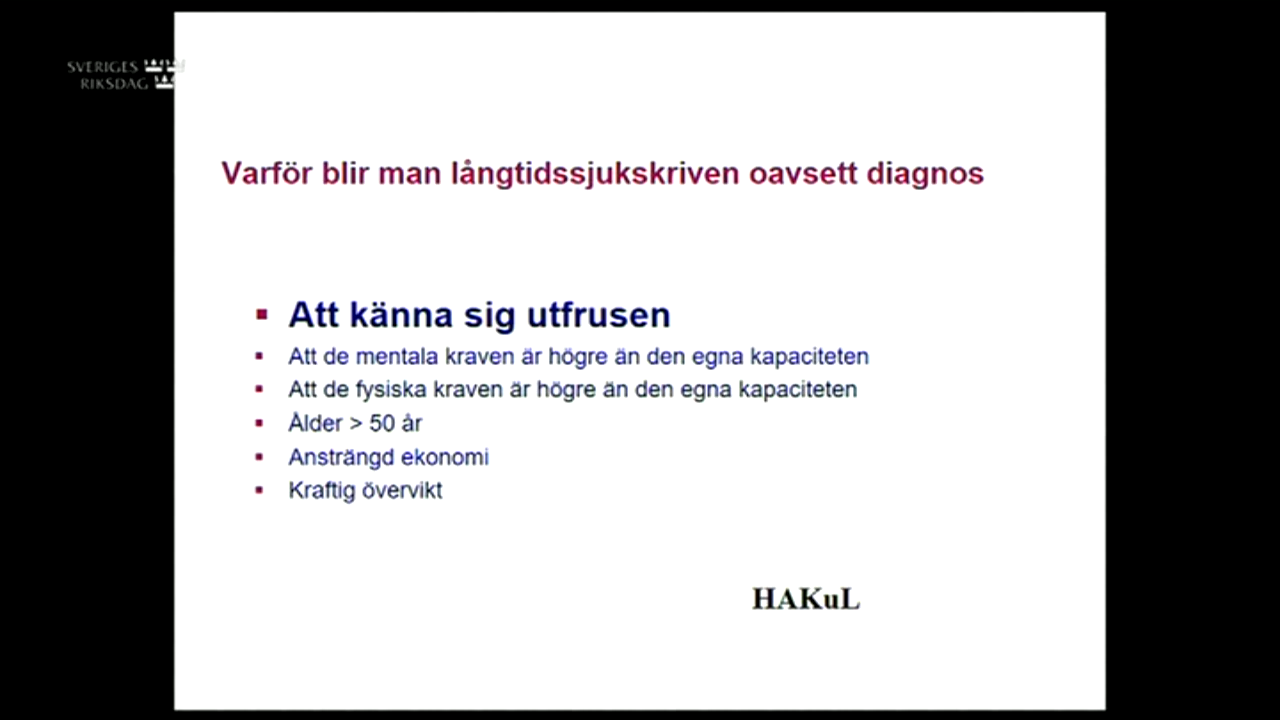 SVERIGES
RIKSDAG
Varför blir man långtidssjukskriven oavsett diagnos
▪ Att känna sig utfrusen
▪ Att de mentala kraven är högre än den egna kapaciteten
▪ Att de fysiska kraven är högre än den egna kapaciteten
▪ Ålder > 50 år
▪ Ansträngd ekonomi
▪ Kraftig övervikt
HAKuL